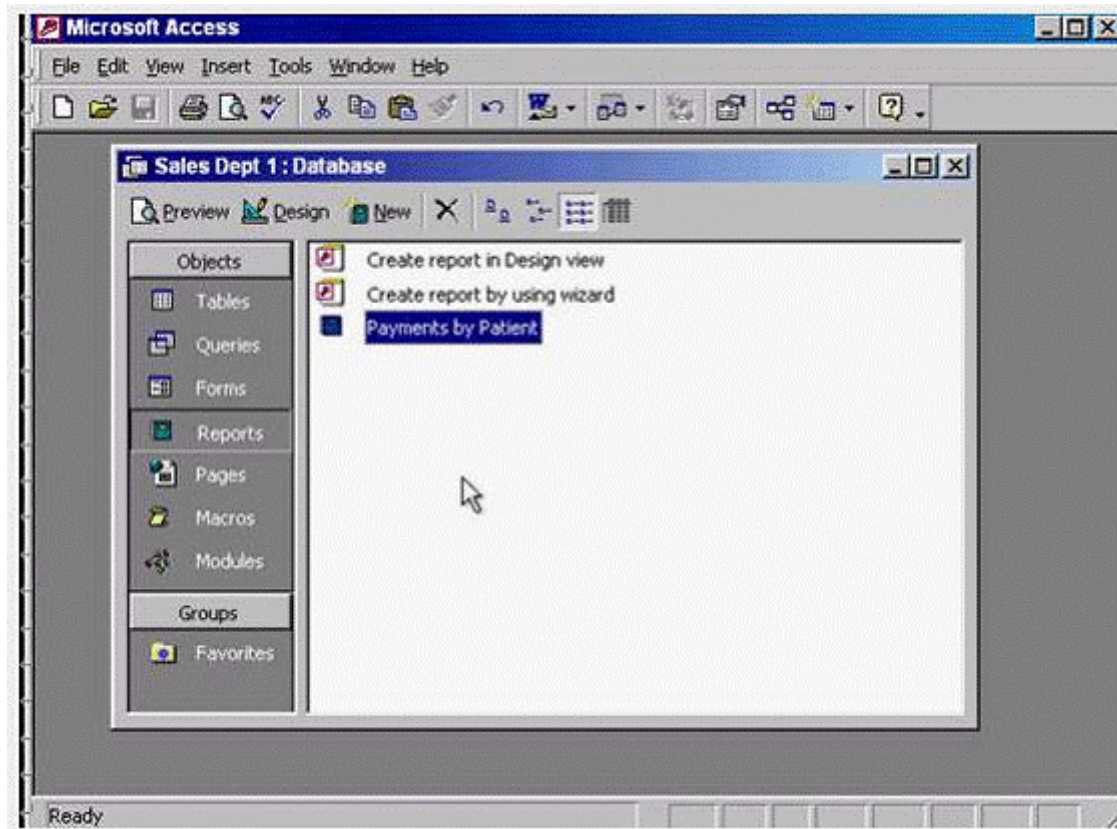 Microsoft Access
File Edit View Insert Tools Window Help
ABC
W
Sales Dept 1 : Database
Preview Design New
Objects
Create report in Design view
Tables
Create report by using wizard
Payments by Patient
Queries
Forms
Reports
Pages
Macros
Modules
Groups
Favorites
Ready